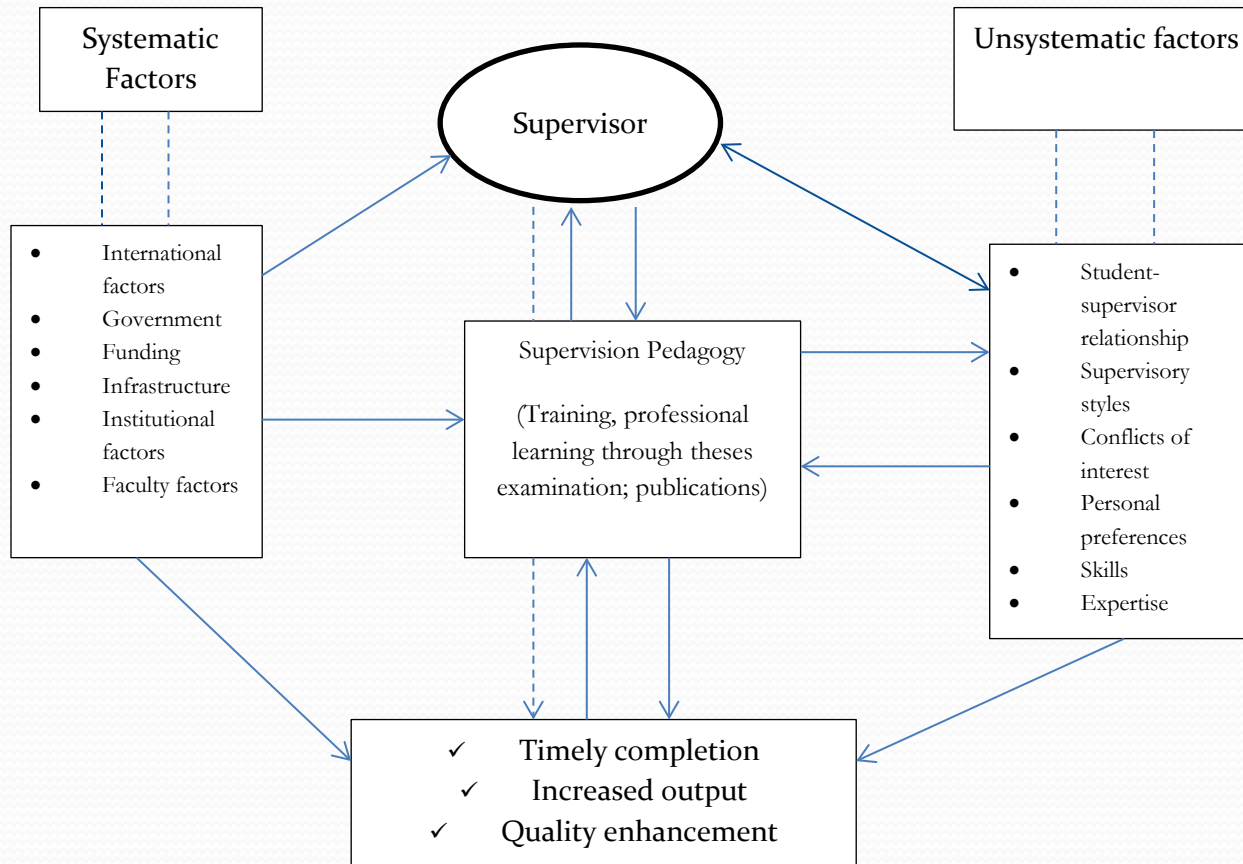 Systematic
Factors
Supervisor
Unsystematic factors
• International
factors
• Government
• Funding
• Infrastructure
• Institutional
factors
• Faculty factors
Supervision Pedagogy
(Training, professional
learning through theses
examination; publications)
• Student-
supervisor
relationship
• Supervisory
styles
• Conflicts of
interest
• Personal
preferences
• Skills
• Expertise
✓ Timely completion
✓ Increased output
✓ Quality enhancement